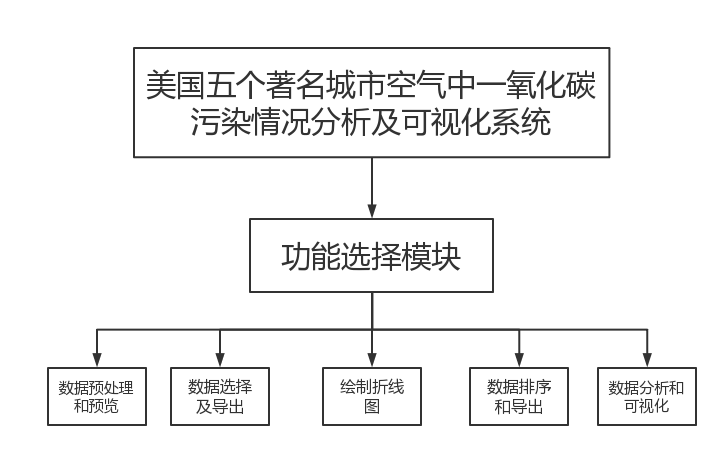 美国五个著名城市空气中一氧化碳
污染情况分析及可视化系统
功能选择模块
数据预处理
和预览
数据选择
及导出
绘制折线
图
数据排序
和导出
数据分析和
可视化